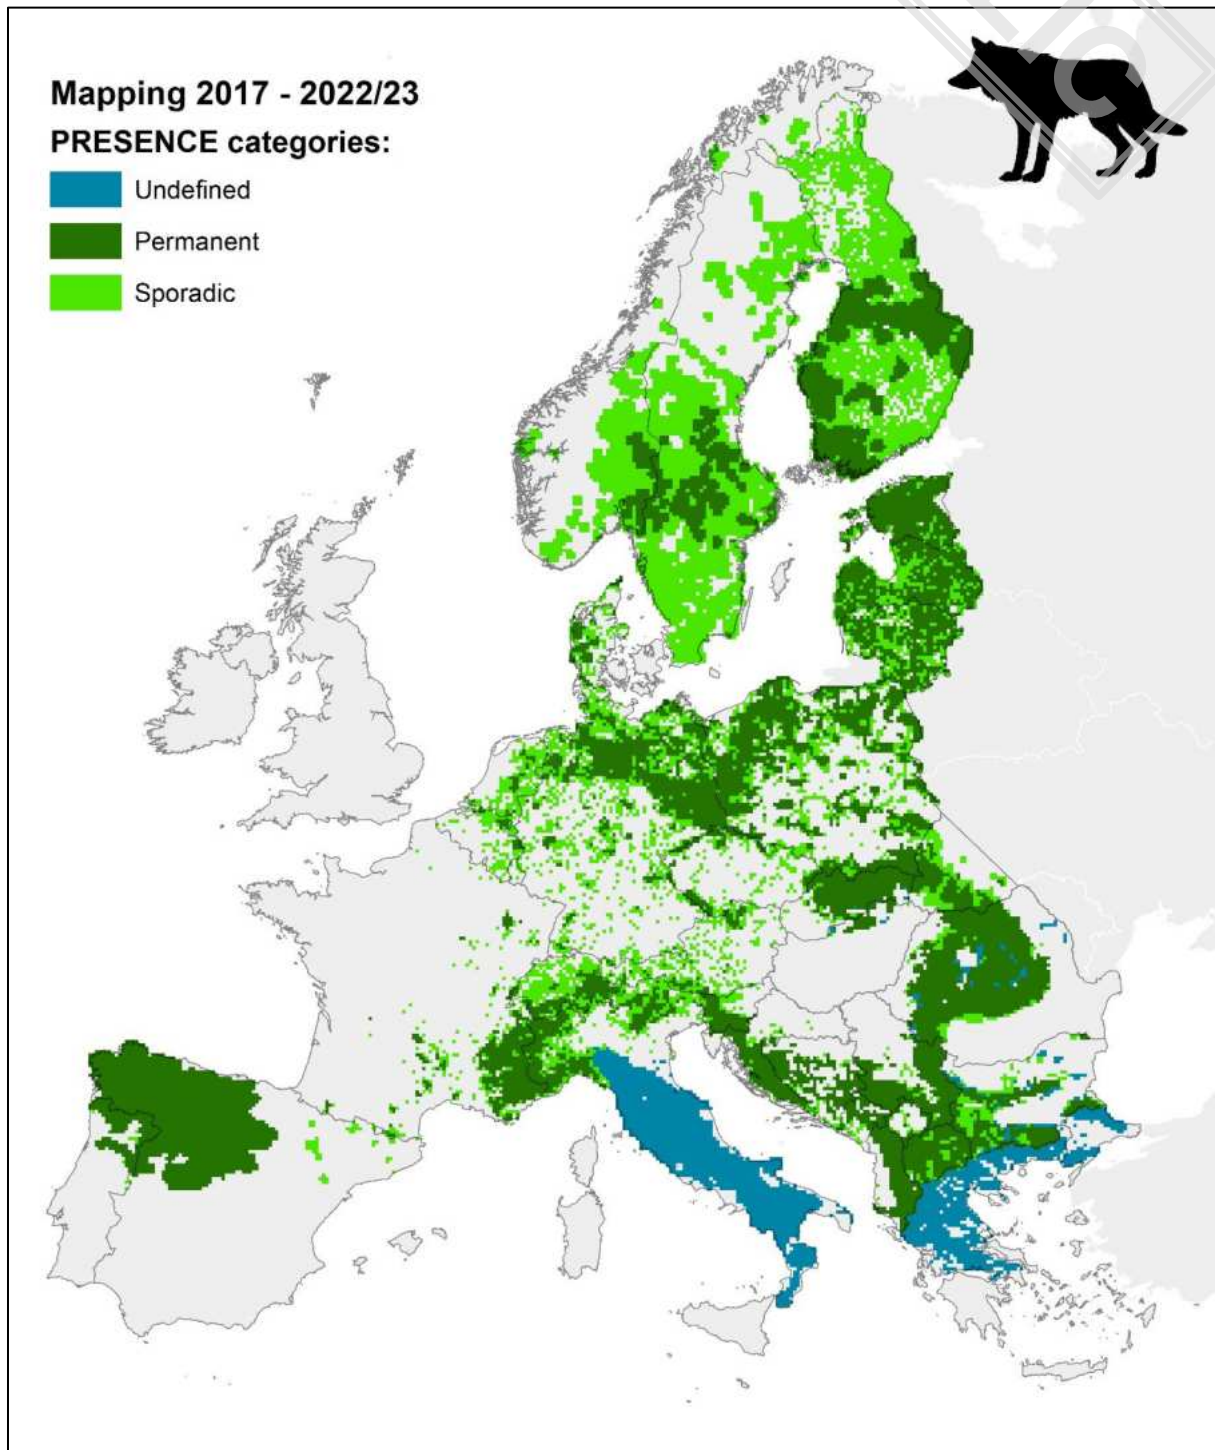 Mapping 2017 - 2022/23
PRESENCE categories:
Undefined
Permanent
Sporadic